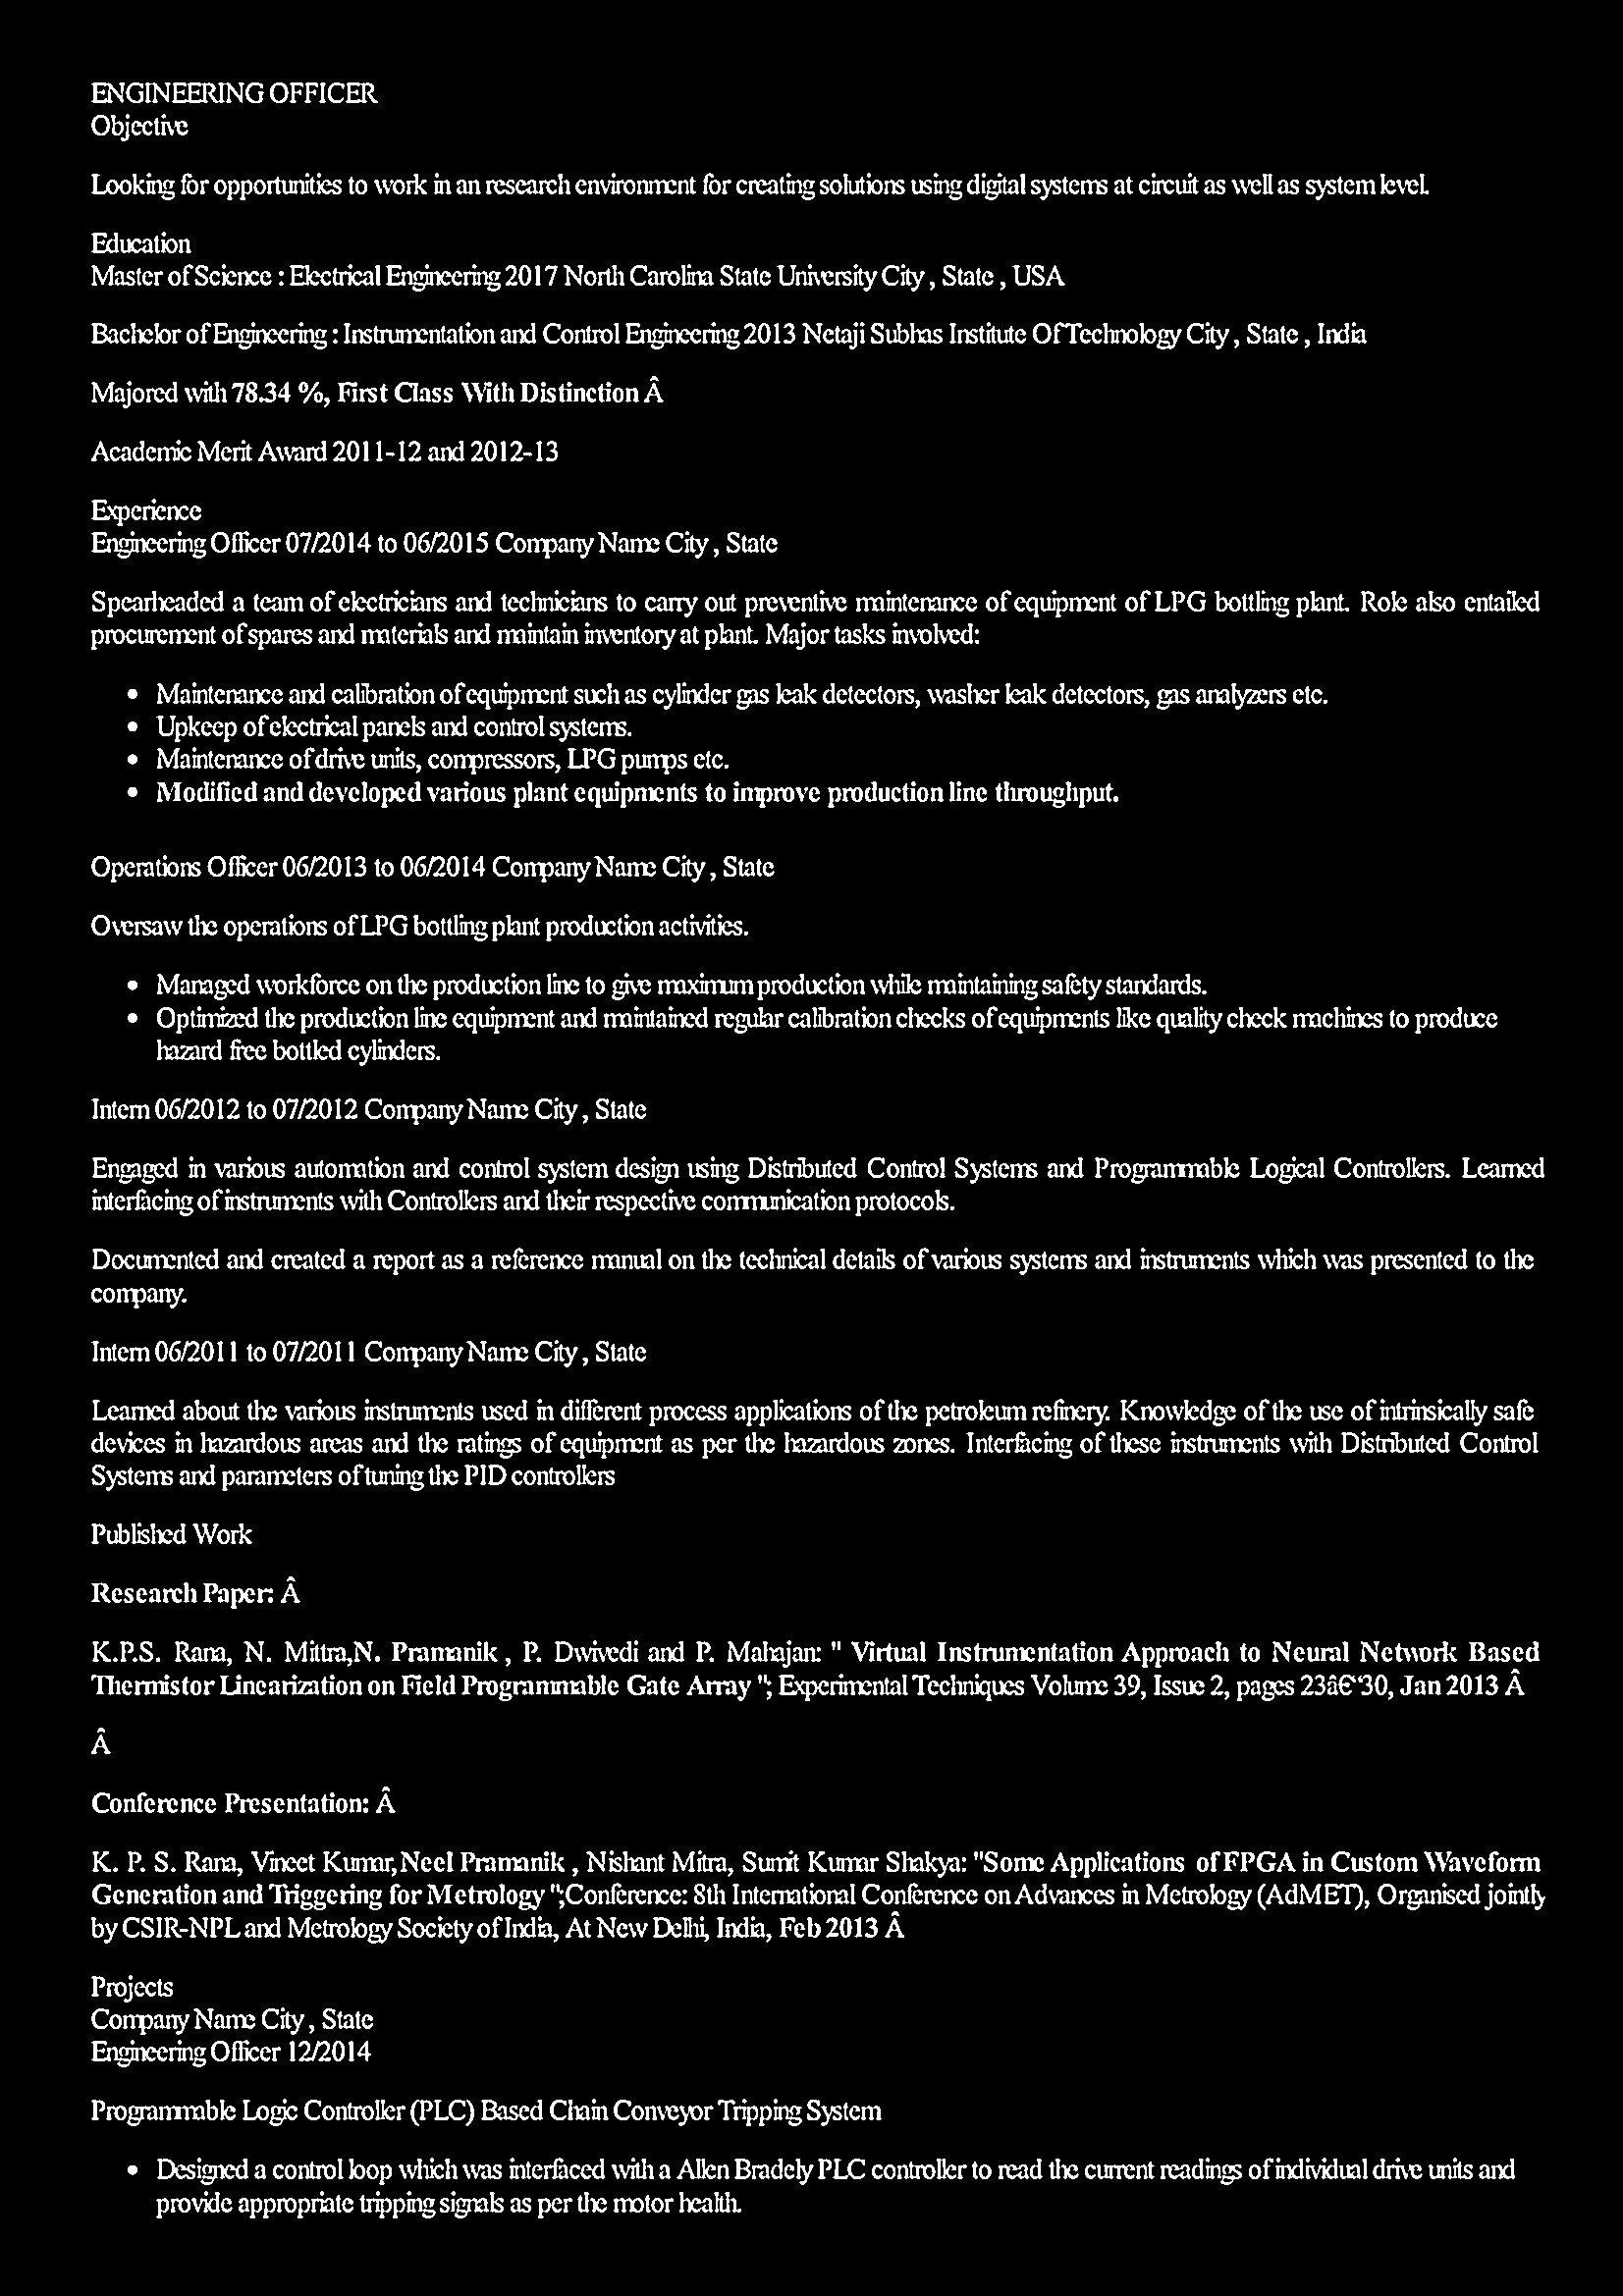 ENGINEERING OFFICER
Objective
Looking for opportunities to work in an research environment for creating solutions using digital systems at circuit as well as system level.
Education
Master of Science : Electrical Engineering 2017 North Carolina State University City , State , USA
Bachelor of Engineering : Instrumentation and Control Engineering 2013 Netaji Subhas Institute Of Technology City , State , India
Majored with 78.34 %, First Class With Distinction Â
Academic Merit Award 2011-12 and 2012-13
Experience
Engineering Officer 07/2014 to 06/2015 Company Name City , State
Spearheaded a team of electricians and technicians to carry out preventive maintenance of equipment of LPG bottling plant. Role also entailed
procurement of spares and materials and maintain inventory at plant. Major tasks involved:
• Maintenance and calibration of equipment such as cylinder gas leak detectors, washer leak detectors, gas analyzers etc.
• Upkeep of electrical panels and control systems.
• Maintenance of drive units, compressors, LPG pumps etc.
• Modified and developed various plant equipments to improve production line throughput.
Operations Officer 06/2013 to 06/2014 Company Name City , State
Oversaw the operations of LPG bottling plant production activities.
• Managed workforce on the production line to give maximum production while maintaining safety standards.
• Optimized the production line equipment and maintained regular calibration checks of equipments like quality check machines to produce
hazard free bottled cylinders.
Intern 06/2012 to 07/2012 Company Name City , State
Engaged in various automation and control system design using Distributed Control Systems and Programmable Logical Controllers. Learned
interfacing of instruments with Controllers and their respective communication protocols.
Documented and created a report as a reference manual on the technical details of various systems and instruments which was presented to the
company.
Intern 06/2011 to 07/2011 Company Name City , State
Learned about the various instruments used in different process applications of the petroleum refinery. Knowledge of the use of intrinsically safe
devices in hazardous areas and the ratings of equipment as per the hazardous zones. Interfacing of these instruments with Distributed Control
Systems and parameters of tuning the PID controllers
Published Work
Research Paper: Â
K.P.S. Rana, N. Mittra,N. Pramanik , P. Dwivedi and P. Mahajan: " Virtual Instrumentation Approach to Neural Network Based
Thermistor Linearization on Field Programmable Gate Array "; Experimental Techniques Volume 39, Issue 2, pages 23â€“30, Jan 2013 Â
Â
Conference Presentation: Â
K. P. S. Rana, Vineet Kumar,Neel Pramanik , Nishant Mitra, Sumit Kumar Shakya: "Some Applications of FPGA in Custom Waveform
Generation and Triggering for Metrology ";Conference: 8th International Conference on Advances in Metrology (AdMET), Organised jointly
by CSIR-NPL and Metrology Society of India, At New Delhi, India, Feb 2013 Â
Projects
Company Name City , State
Engineering Officer 12/2014
Programmable Logic Controller (PLC) Based Chain Conveyor Tripping System
• Designed a control loop which was interfaced with a Allen Bradely PLC controller to read the current readings of individual drive units and
provide appropriate tripping signals as per the motor health.